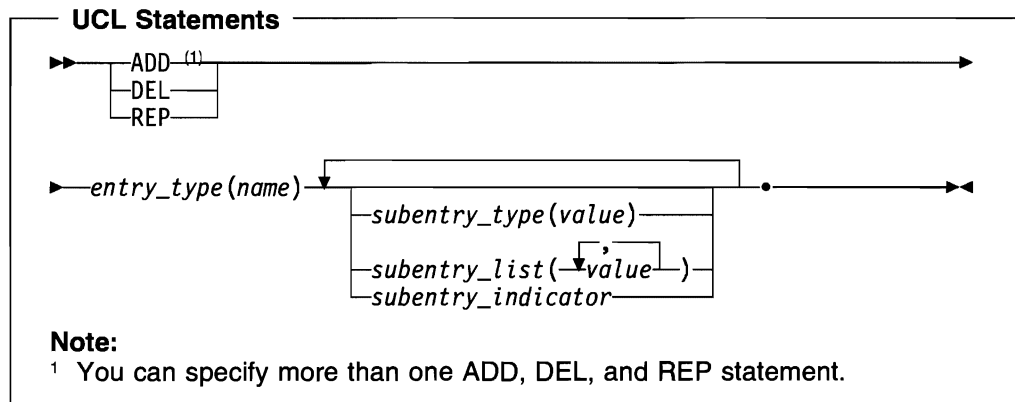 UCL Statements
ADD (1)
DEL
REP
entry_type(name)
subentry_type(value)
,
subentry_list( value )
subentry_indicator
.
Note:
1 You can specify more than one ADD, DEL, and REP statement.